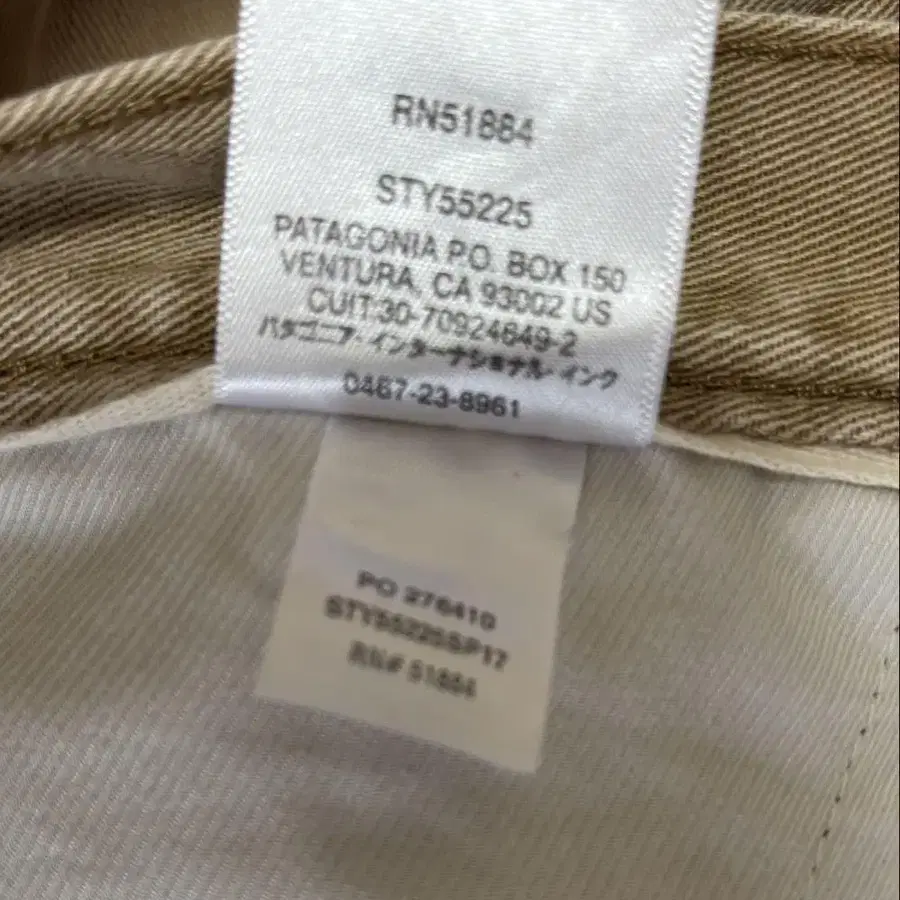 RN51884
STY55225
PATAGONIA P.O. BOX 150
VENTURA, CA 93002 US
CUIT:30-70924649-2
パタゴニア・インターナショナル・インク
0467-23-8961
PO 276410
STY55225SP17
RN# 51884